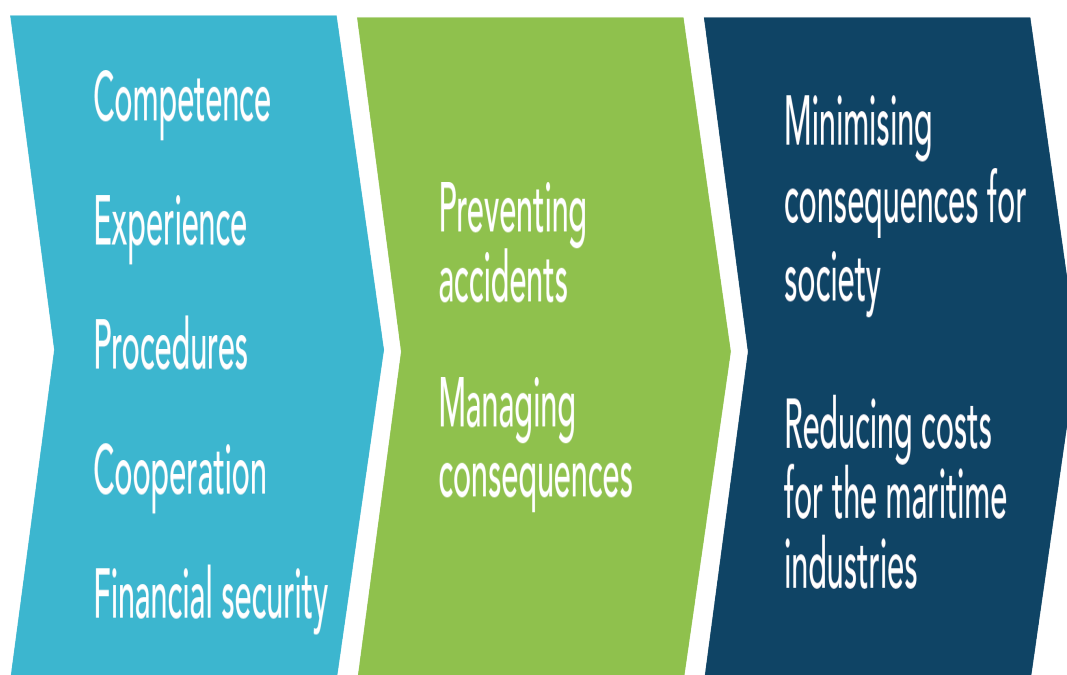 Competence
Experience
Procedures
Cooperation
Financial security
Preventing
accidents
Managing
consequences
Minimising
consequences for
society
Reducing costs
for the maritime
industries